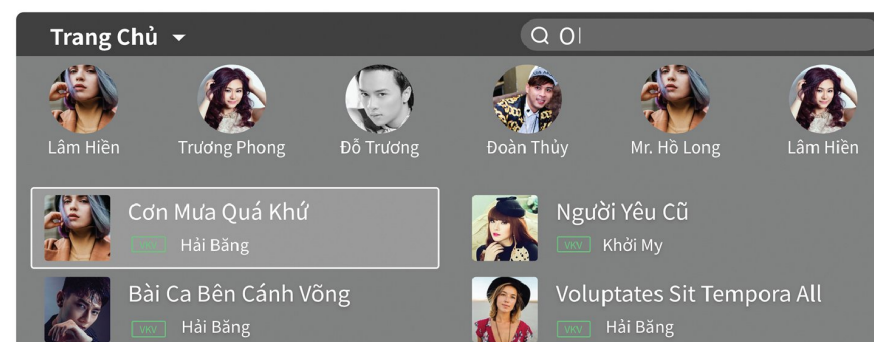 Trang Chủ
O
Lâm Hiền
Trương Phong
Đỗ Trương
Đoàn Thủy
Mr. Hồ Long
Lâm Hiền
Cơn Mưa Quá Khứ
VKV Hải Băng
Người Yêu Cũ
VKV Khởi My
Bài Ca Bên Cánh Võng
VKV Hải Băng
Voluptates Sit Tempora All
VKV Hải Băng